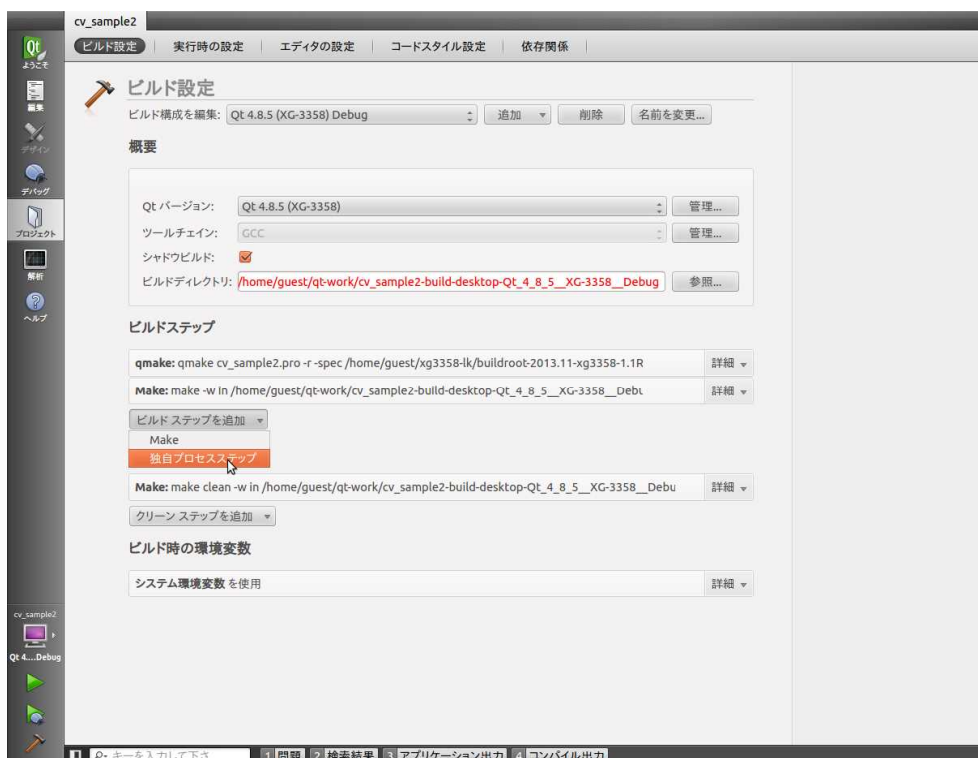 cv_sample2
ビルド設定 実行時の設定 エディタの設定 コードスタイル設定 依存関係
Qt
ようこそ
編集
デザイン
デバッグ
プロジェクト
解析
ヘルプ
ビルド設定
ビルド構成を編集: Qt 4.8.5 (XG-3358) Debug 追加 削除 名前を変更...
概要
Qt バージョン: Qt 4.8.5 (XG-3358) 管理...
ツールチェイン: GCC 管理...
シャドウビルド:
ビルドディレクトリ: /home/guest/qt-work/cv_sample2-build-desktop-Qt_4_8_5__XG-3358__Debug 参照...
ビルドステップ
qmake: qmake cv_sample2.pro -r -spec /home/guest/xg3358-lk/buildroot-2013.11-xg3358-1.1R 詳細
Make: make -w in /home/guest/qt-work/cv_sample2-build-desktop-Qt_4_8_5__XG-3358__Debu 詳細
ビルド ステップを追加
Make
独自プロセスステップ
Make: make clean -w in /home/guest/qt-work/cv_sample2-build-desktop-Qt_4_8_5__XG-3358__Debu 詳細
クリーン ステップを追加
ビルド時の環境変数
システム環境変数 を使用 詳細
cv_sample2
Qt 4....Debug
キーを入力して下さ 1 問題 2 検索結果 3 アプリケーション出力 4 コンパイル出力